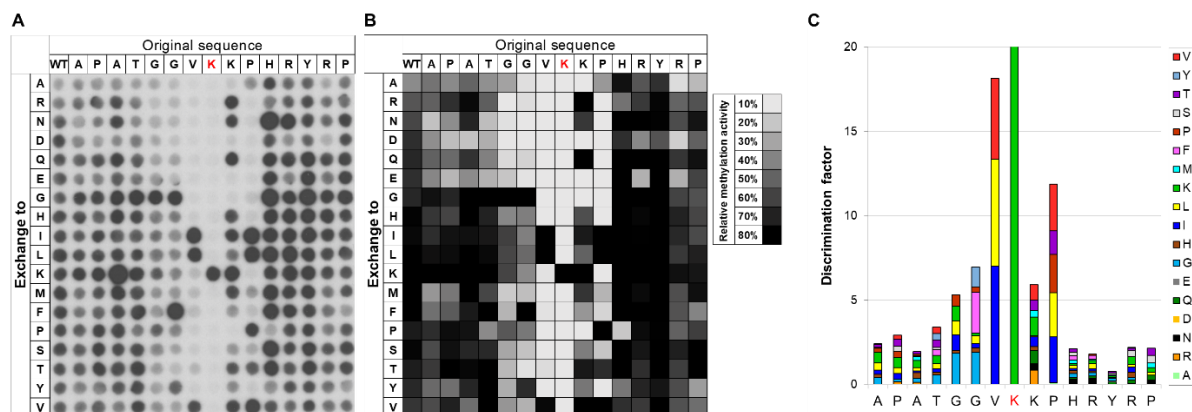 A
Original sequence
WT A P A T G G V K K P H R Y R P
Exchange to
A
R
N
D
Q
E
G
H
I
L
K
M
F
P
S
T
Y
V
B
Original sequence
WT A P A T G G V K K P H R Y R P
A
R
N
D
Q
E
G
H
I
L
K
M
F
P
S
T
Y
V
Exchange to
Relative methylation activity
10%
20%
30%
40%
50%
60%
70%
80%
C
Discrimination factor
20
15
10
5
0
A P A T G G V K K P H R Y R P
V
Y
T
S
P
F
M
K
L
I
H
G
E
Q
D
N
R
A